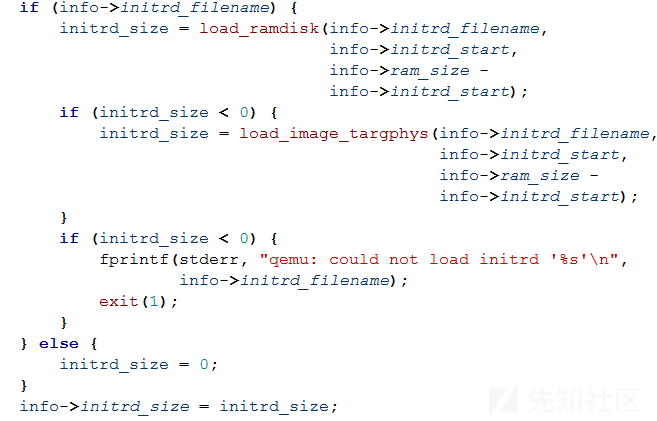 if (info->initrd_filename) {
    initrd_size = load_ramdisk(info->initrd_filename,
                               info->initrd_start,
                               info->ram_size -
                               info->initrd_start);
    if (initrd_size < 0) {
        initrd_size = load_image_targphys(info->initrd_filename,
                                          info->initrd_start,
                                          info->ram_size -
                                          info->initrd_start);
    }
    if (initrd_size < 0) {
        fprintf(stderr, "qemu: could not load initrd '%s'\n",
                info->initrd_filename);
        exit(1);
    }
} else {
    initrd_size = 0;
}
info->initrd_size = initrd_size;
先知社区